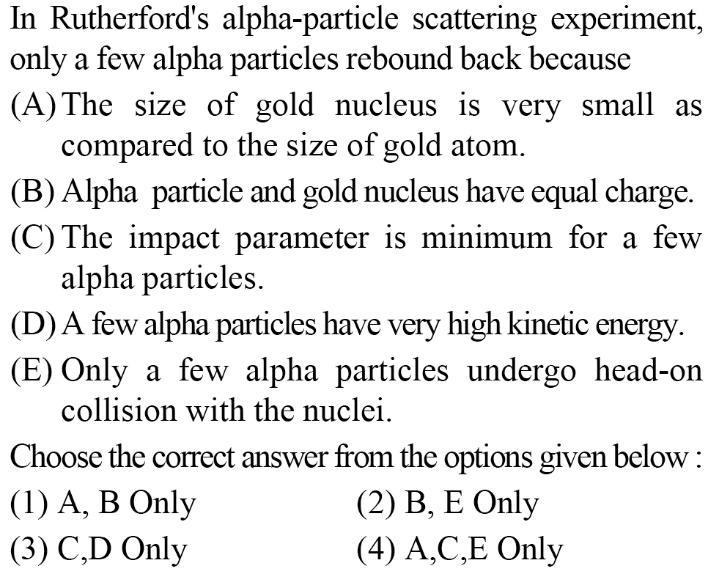 In Rutherford's alpha-particle scattering experiment,
only a few alpha particles rebound back because
(A) The size of gold nucleus is very small as
compared to the size of gold atom.
(B) Alpha particle and gold nucleus have equal charge.
(C) The impact parameter is minimum for a few
alpha particles.
(D) A few alpha particles have very high kinetic energy.
(E) Only a few alpha particles undergo head-on
collision with the nuclei.
Choose the correct answer from the options given below :
(1) A, B Only (2) B, E Only
(3) C,D Only (4) A,C,E Only